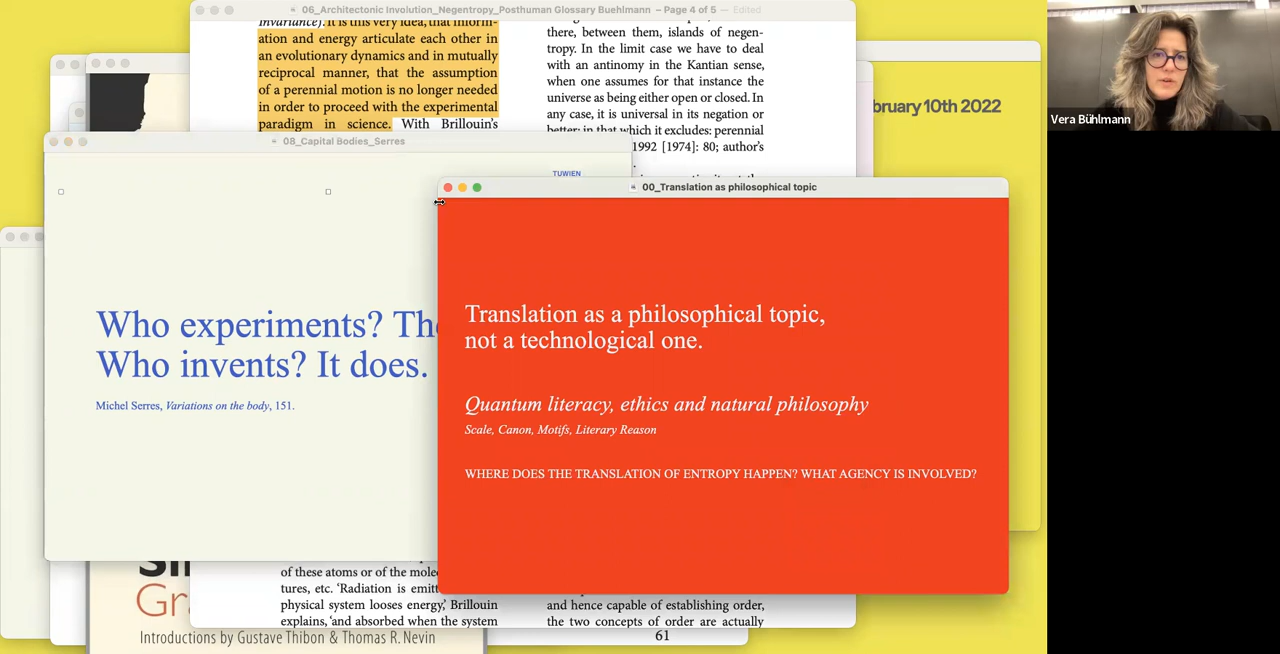 06_Architectonic Involution_Negentropy_Posthuman Glossary Buehlmann – Page 4 of 5 — Edited
Invariance). It is this very idea, that inform-
ation and energy articulate each other in
an evolutionary dynamics and in mutually
reciprocal manner, that the assumption
of a perennial motion is no longer needed
in order to proceed with the experimental
paradigm in science. With Brillouin's
there, between them, islands of negen-
tropy. In the limit case we have to deal
with an antinomy in the Kantian sense,
when one assumes for that instance the
universe as being either open or closed. In
any case, it is universal in its negation or
better: in that which it excludes: perennial
1992 [1974]: 80; author's
bruary 10th 2022
Vera Bühlmann
08_Capital Bodies_Serres
TUWIEN
Who experiments? The
Who invents? It does.
Michel Serres, Variations on the body, 151.
00_Translation as philosophical topic
Translation as a philosophical topic,
not a technological one.
Quantum literacy, ethics and natural philosophy
Scale, Canon, Motifs, Literary Reason
WHERE DOES THE TRANSLATION OF ENTROPY HAPPEN? WHAT AGENCY IS INVOLVED?
of these atoms or of the mole
tures, etc. 'Radiation is emitt
physical system looses energy,' Brillouin
explains, 'and absorbed when the system
and hence capable of establishing order,
the two concepts of order are actually
61
Gr
Introductions by Gustave Thibon & Thomas R. Nevin